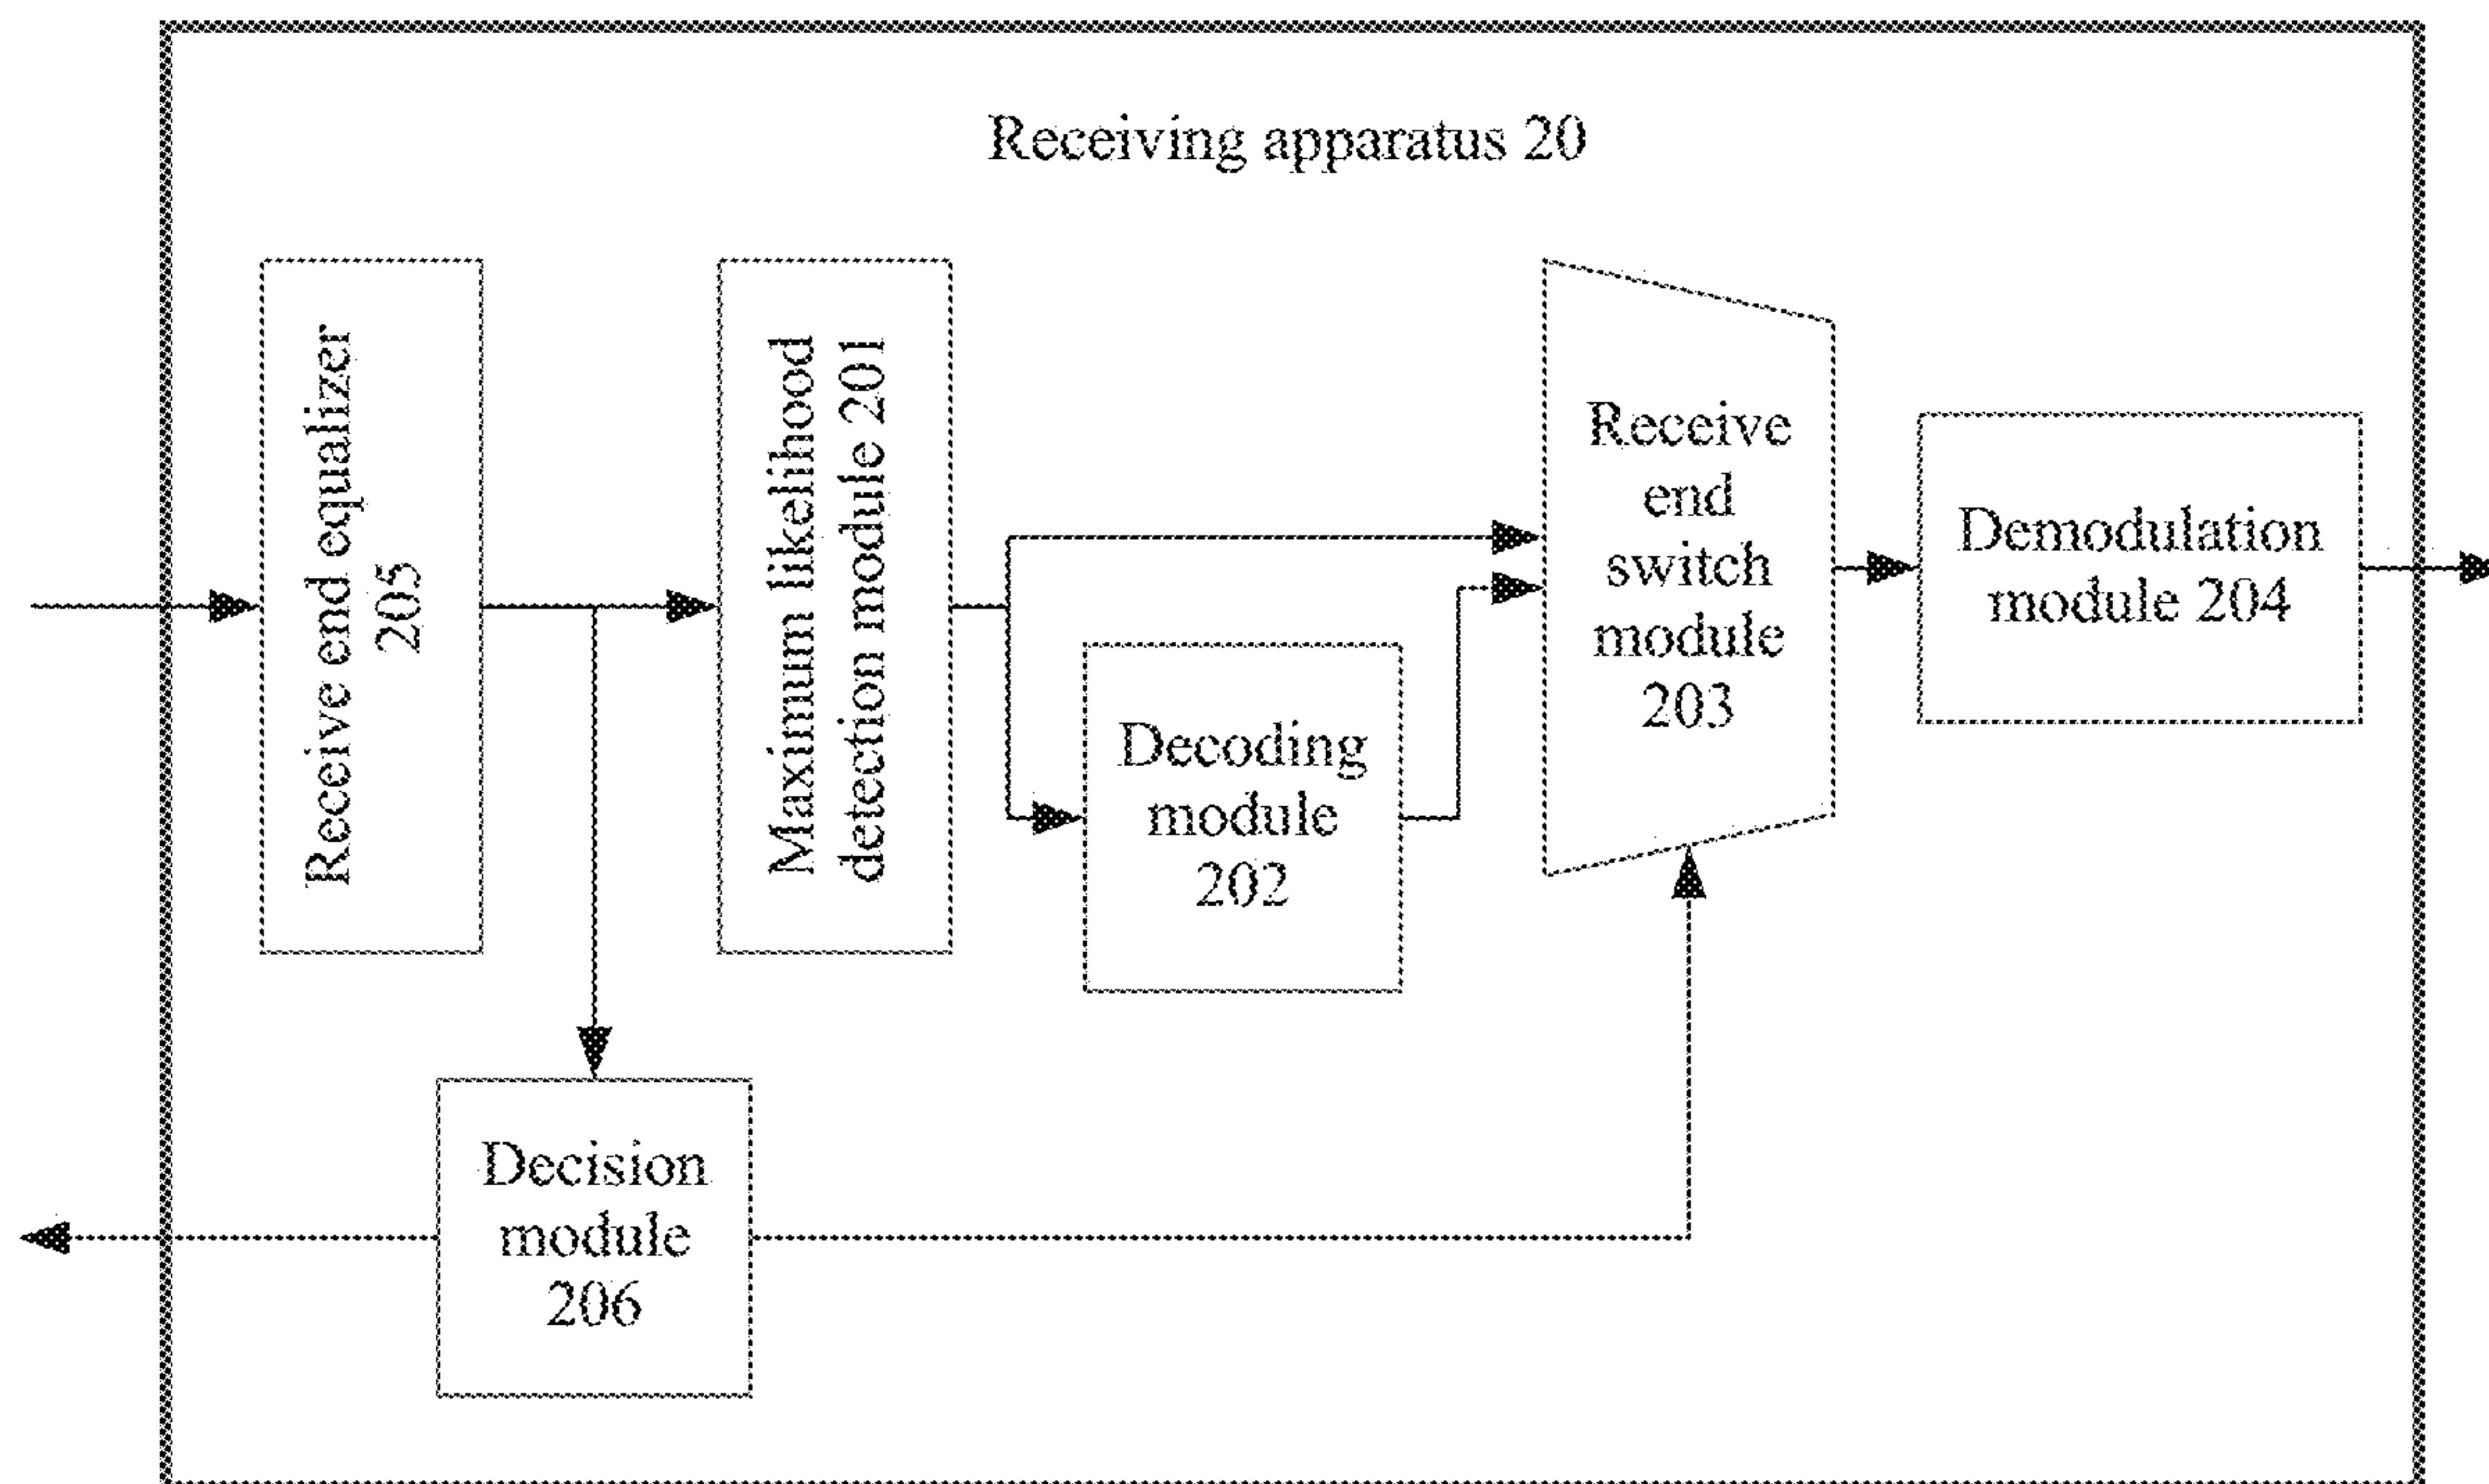 Receiving apparatus 20
Receive end equalizer
205
Maximum likelihood
detection module 201
Decoding
module
202
Receive
end
switch
module
203
Demodulation
module 204
Decision
module
206